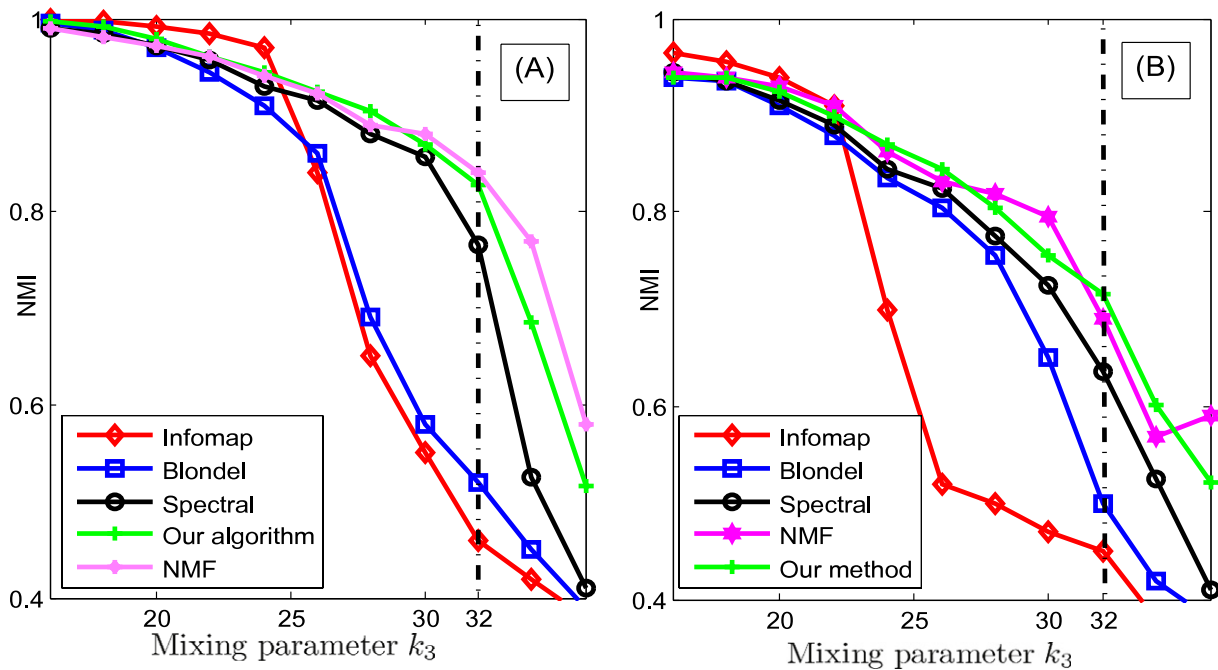 (A)
NMI
1
0.8
0.6
0.4
20 25 30 32
Mixing parameter k₃
Infomap
Blondel
Spectral
Our algorithm
NMF
(B)
NMI
1
0.8
0.6
0.4
20 25 30 32
Mixing parameter k₃
Infomap
Blondel
Spectral
NMF
Our method